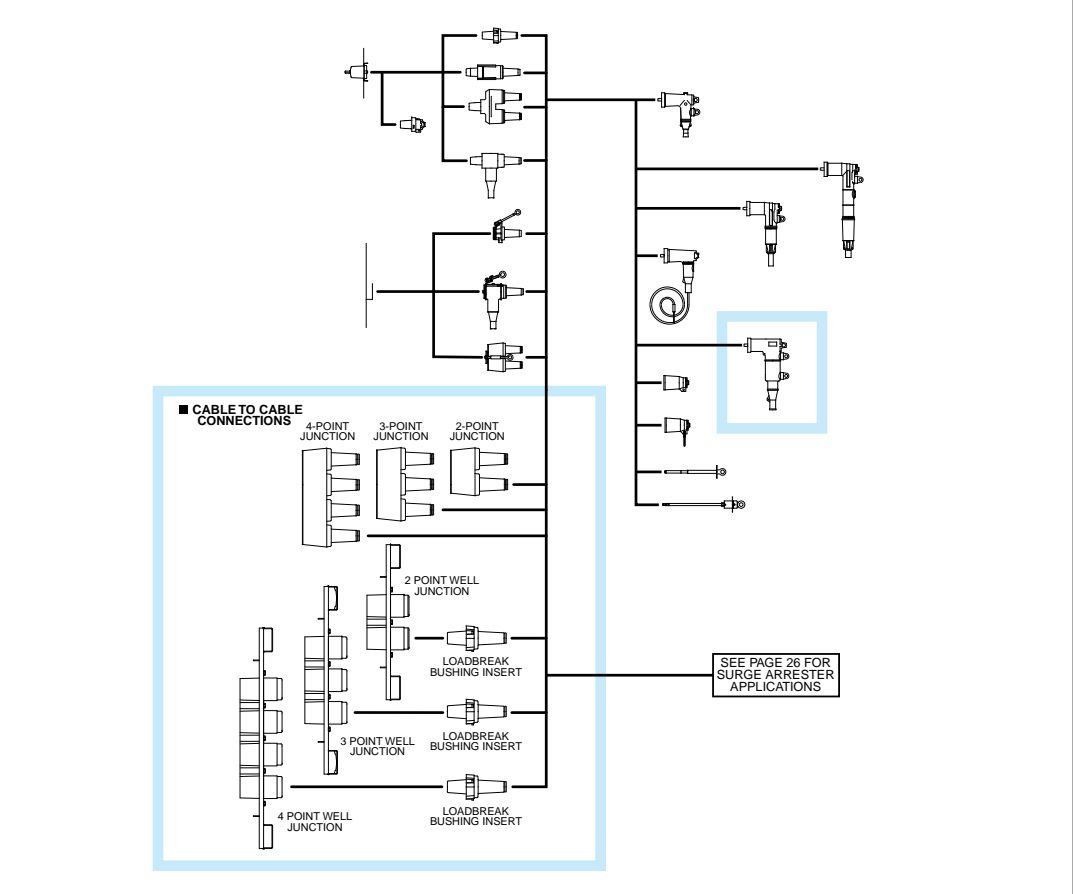 ■ CABLE TO CABLE
CONNECTIONS
4-POINT
JUNCTION
3-POINT
JUNCTION
2-POINT
JUNCTION
2 POINT WELL
JUNCTION
LOADBREAK
BUSHING INSERT
SEE PAGE 26 FOR
SURGE ARRESTER
APPLICATIONS
3 POINT WELL
JUNCTION
LOADBREAK
BUSHING INSERT
4 POINT WELL
JUNCTION
LOADBREAK
BUSHING INSERT